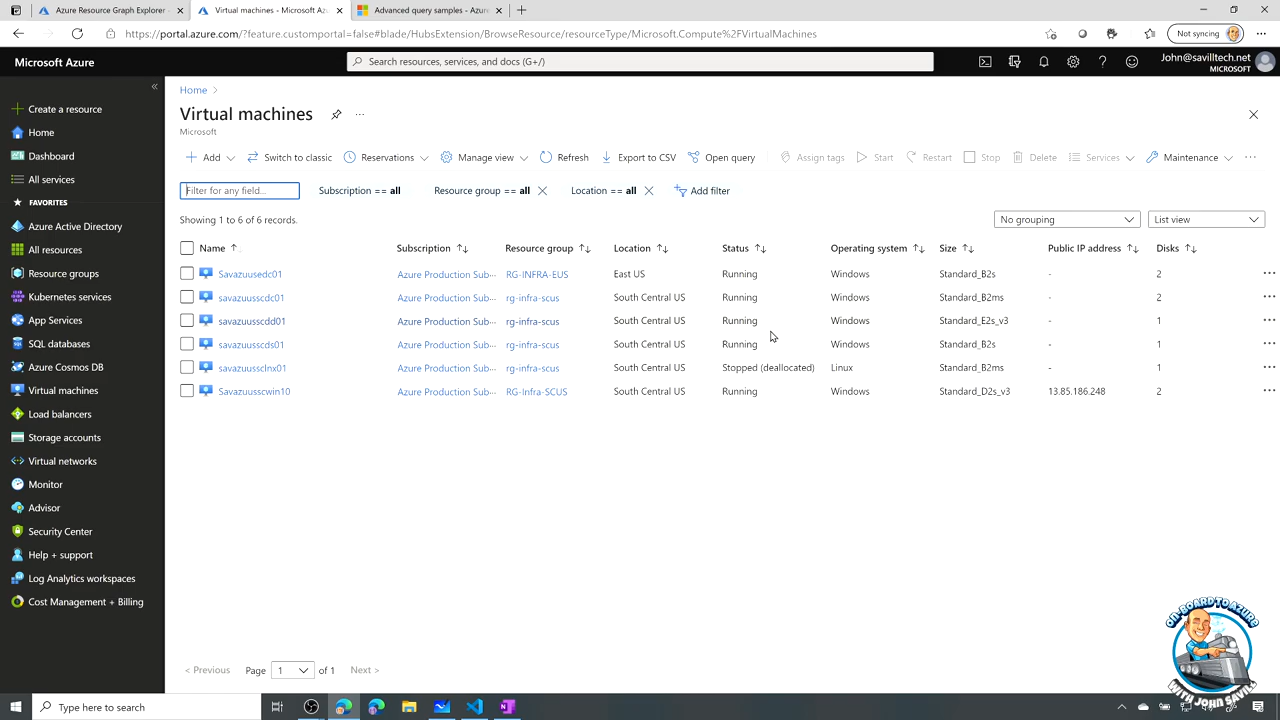 Azure Resource Graph Explorer -
Virtual machines - Microsoft Az
Advanced query samples - Azure
https://portal.azure.com/?feature.customportal=false#blade/HubsExtension/BrowseResource/resourceType/Microsoft.Compute%2FVirtualMachines
Not syncing
Microsoft Azure
Search resources, services, and docs (G+/)
John@savilltech.net
MICROSOFT
Create a resource
Home
Dashboard
All services
FAVORITES
Azure Active Directory
All resources
Resource groups
Kubernetes services
App Services
SQL databases
Azure Cosmos DB
Virtual machines
Load balancers
Storage accounts
Virtual networks
Monitor
Advisor
Security Center
Help + support
Log Analytics workspaces
Cost Management + Billing
Home >
Virtual machines
Microsoft
Add Switch to classic Reservations Manage view Refresh Export to CSV Open query Assign tags Start Restart Stop Delete Services Maintenance
Filter for any field... Subscription == all Resource group == all Location == all Add filter
Showing 1 to 6 of 6 records.
No grouping List view
Name Subscription Resource group Location Status Operating system Size Public IP address Disks
Savazuusedc01 Azure Production Sub··· RG-INFRA-EUS East US Running Windows Standard_B2s - 2
savazuusscdc01 Azure Production Sub··· rg-infra-scus South Central US Running Windows Standard_B2ms - 2
savazuusscdd01 Azure Production Sub··· rg-infra-scus South Central US Running Windows Standard_E2s_v3 - 1
savazuusscds01 Azure Production Sub··· rg-infra-scus South Central US Running Windows Standard_B2s - 1
savazuussclnx01 Azure Production Sub··· rg-infra-scus South Central US Stopped (deallocated) Linux Standard_B2ms - 1
Savazuusscwin10 Azure Production Sub··· RG-Infra-SCUS South Central US Running Windows Standard_D2s_v3 13.85.186.248 2
< Previous Page 1 of 1 Next >
ON-BOARD TO AZURE
WITH JOHN SAVILL
Type here to search